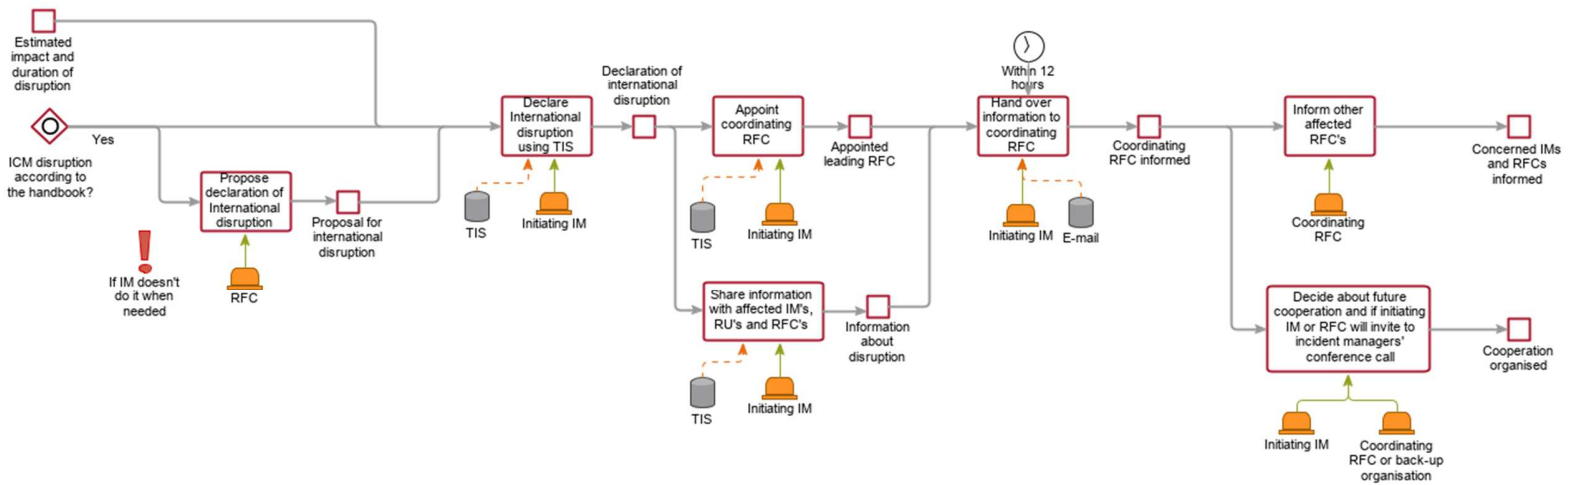 Estimated
impact and
duration of
disruption
Yes
ICM disruption
according to
the handbook?
If IM doesn't
do it when
needed
Propose
declaration of
International
disruption
RFC
Proposal for
international
disruption
Declare
International
disruption
using TIS
TIS
Initiating IM
Declaration of
international
disruption
Appoint
coordinating
RFC
TIS
Initiating IM
Appointed
leading RFC
Share information
with affected IM's,
RU's and RFC's
TIS
Initiating IM
Information
about
disruption
Within 12
hours
Hand over
information to
coordinating
RFC
Initiating IM
E-mail
Coordinating
RFC informed
Inform other
affected
RFC's
Coordinating
RFC
Concerned IMs
and RFCs
informed
Decide about future
cooperation and if initiating
IM or RFC will invite to
incident managers'
conference call
Initiating IM
Coordinating
RFC or back-up
organisation
Cooperation
organised